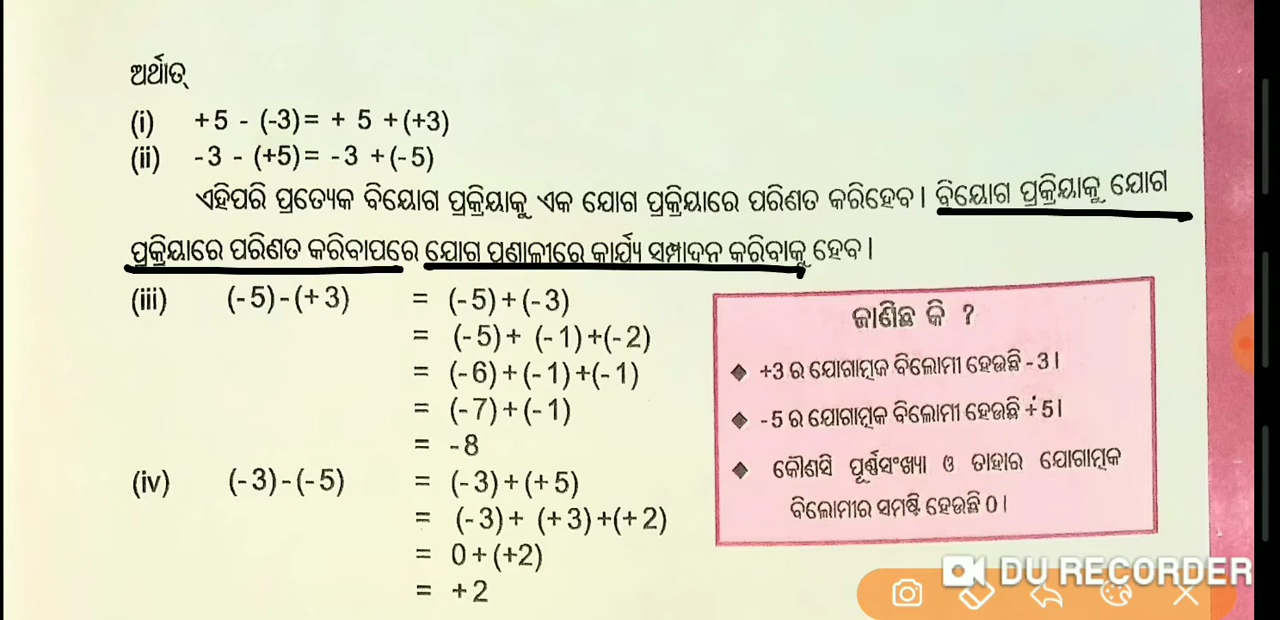 ଅର୍ଥାତ୍
(i) +5 - (-3)= + 5 +(+3)
(ii) -3 - (+5)= -3 +(-5)
ଏହିପରି ପ୍ରତ୍ୟେକ ବିୟୋଗ ପ୍ରକ୍ରିୟାକୁ ଏକ ଯୋଗ ପ୍ରକ୍ରିୟାରେ ପରିଣତ କରିହେବ। ବିୟୋଗ ପ୍ରକ୍ରିୟାକୁ ଯୋଗ
ପ୍ରକ୍ରିୟାରେ ପରିଣତ କରିବାପରେ ଯୋଗ ପ୍ରଣାଳୀରେ କାର୍ଯ୍ୟ ସମ୍ପାଦନ କରିବାକୁ ହେବ।
(iii) (-5)-(+3) = (-5)+(-3)
= (-5)+ (-1)+(-2)
= (-6)+(-1)+(-1)
= (-7)+(-1)
= -8
(iv) (-3)-(-5) = (-3)+(+5)
= (-3)+ (+3)+(+2)
= 0+(+2)
= +2
ଜାଣିଛ କି ?
◆ +3 ର ଯୋଗାତ୍ମକ ବିଲୋମୀ ହେଉଛି -3।
◆ -5 ର ଯୋଗାତ୍ମକ ବିଲୋମୀ ହେଉଛି +5।
◆ କୌଣସି ପୂର୍ଣ୍ଣସଂଖ୍ୟା ଓ ତାହାର ଯୋଗାତ୍ମକ
ବିଲୋମୀର ସମଷ୍ଟି ହେଉଛି 0।
DU RECORDER